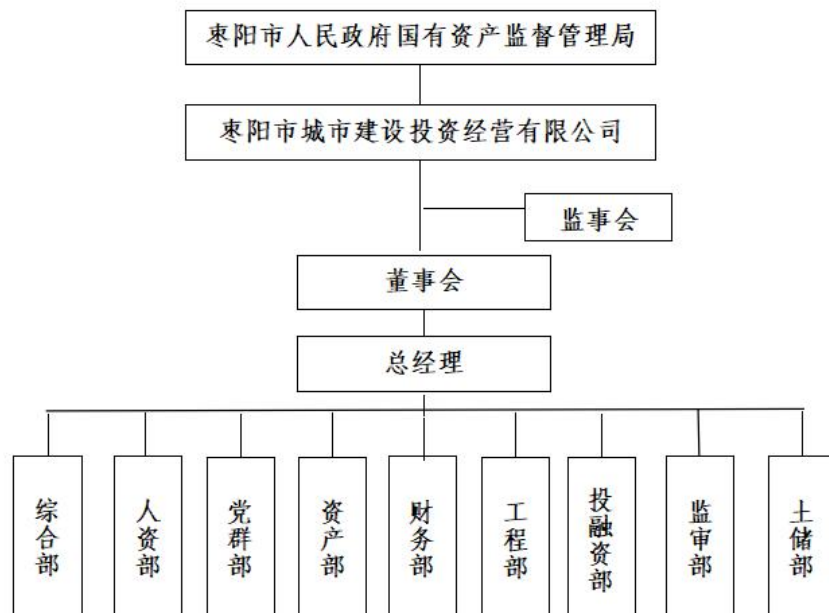 枣阳市人民政府国有资产监督管理局
枣阳市城市建设投资经营有限公司
监事会
董事会
总经理
综合部
人资部
党群部
资产部
财务部
工程部
投融资部
监审部
土储部